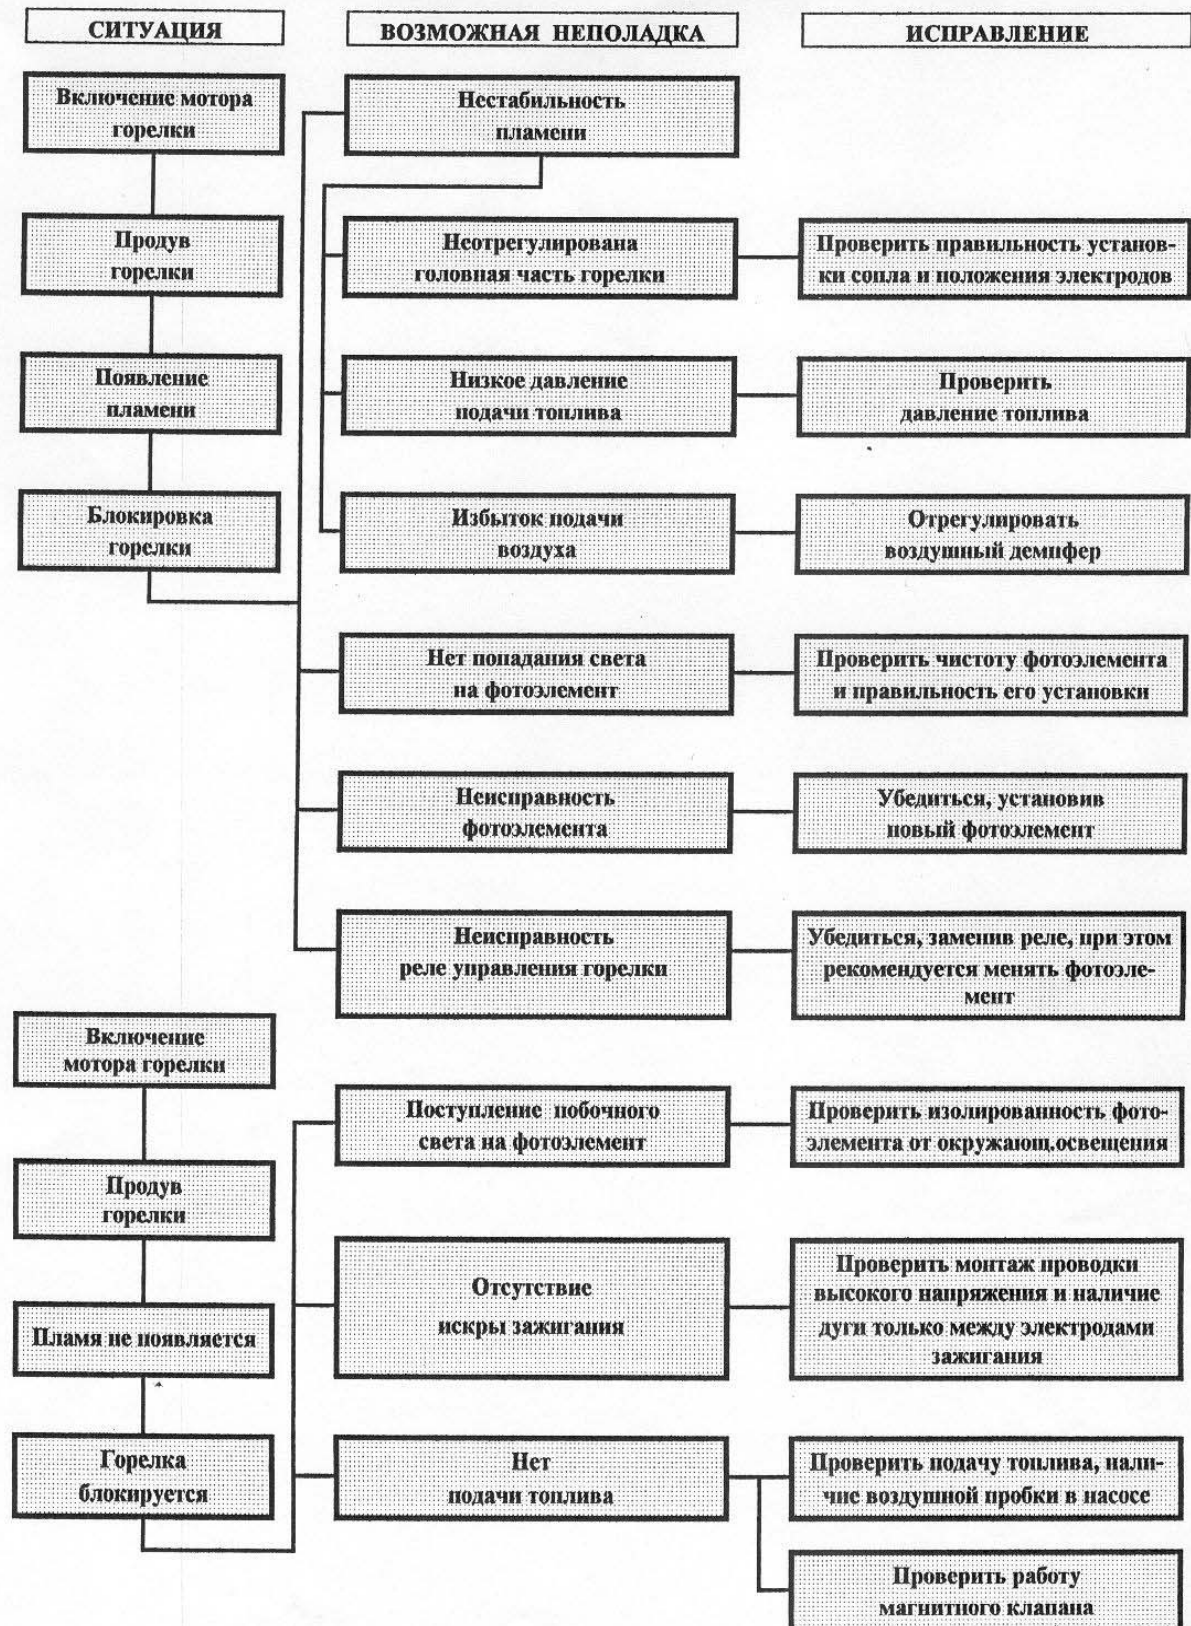 СИТУАЦИЯ
ВОЗМОЖНАЯ НЕПОЛАДКА
ИСПРАВЛЕНИЕ
Включение мотора
горелки
Продув
горелки
Появление
пламени
Блокировка
горелки
Нестабильность
пламени
Неотрегулирована
головная часть горелки
Проверить правильность установ-
ки сопла и положения электродов
Низкое давление
подачи топлива
Проверить
давление топлива
Избыток подачи
воздуха
Отрегулировать
воздушный демпфер
Нет попадания света
на фотоэлемент
Проверить чистоту фотоэлемента
и правильность его установки
Неисправность
фотоэлемента
Убедиться, установив
новый фотоэлемент
Неисправность
реле управления горелки
Убедиться, заменив реле, при этом
рекомендуется менять фотоэле-
мент
Включение
мотора горелки
Продув
горелки
Пламя не появляется
Горелка
блокируется
Поступление побочного
света на фотоэлемент
Проверить изолированность фото-
элемента от окружающ.освещения
Отсутствие
искры зажигания
Проверить монтаж проводки
высокого напряжения и наличие
дуги только между электродами
зажигания
Нет
подачи топлива
Проверить подачу топлива, нали-
чие воздушной пробки в насосе
Проверить работу
магнитного клапана